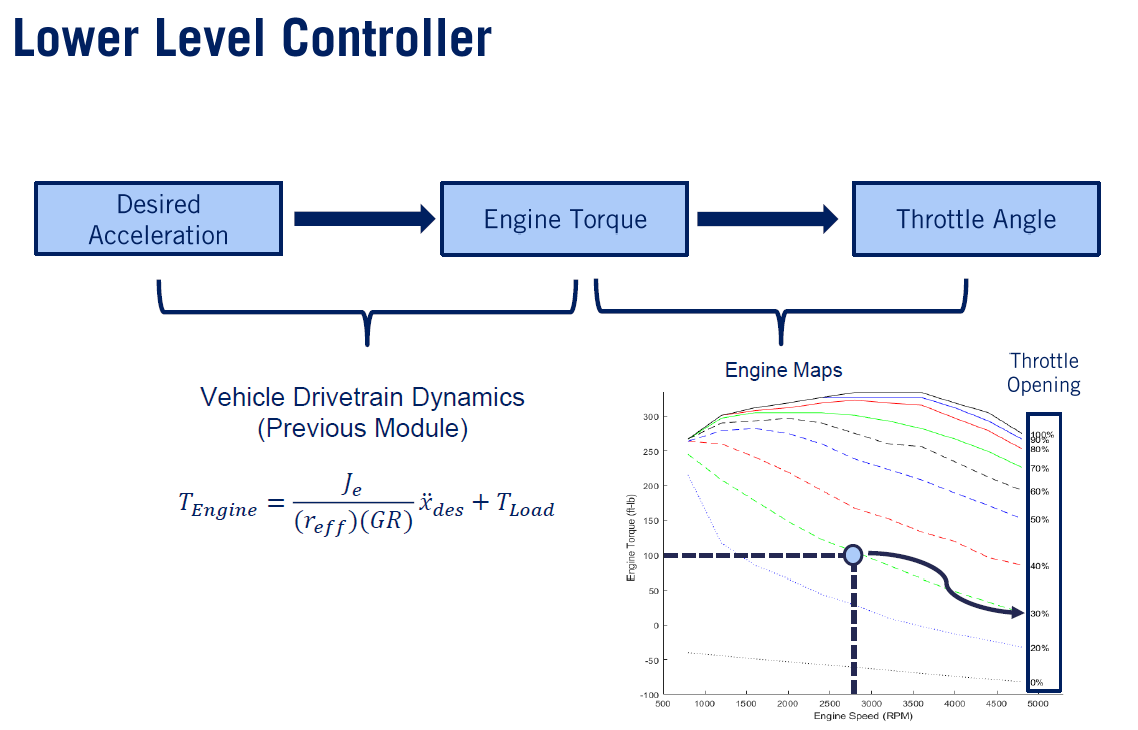 Lower Level Controller
Desired
Acceleration
Engine Torque
Throttle Angle
Vehicle Drivetrain Dynamics
(Previous Module)
T_Engine = J_e / (r_eff)(GR) ẍ_des + T_Load
Engine Maps
Throttle
Opening
Engine Torque (ft-lb)
300
250
200
150
100
50
0
-50
-100
500 1000 1500 2000 2500 3000 3500 4000 4500 5000
Engine Speed (RPM)
100%
90%
80%
70%
60%
50%
40%
30%
20%
0%